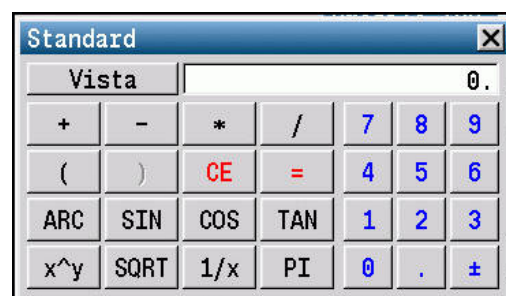 Standard
Vista 0.
+ - * / 7 8 9
( ) CE = 4 5 6
ARC SIN COS TAN 1 2 3
x^y SQRT 1/x PI 0 . ±